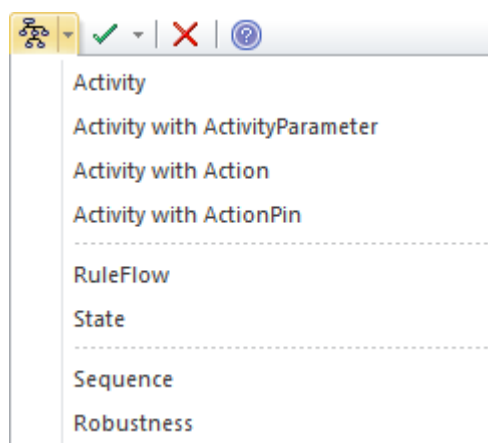 Activity
Activity with ActivityParameter
Activity with Action
Activity with ActionPin
RuleFlow
State
Sequence
Robustness